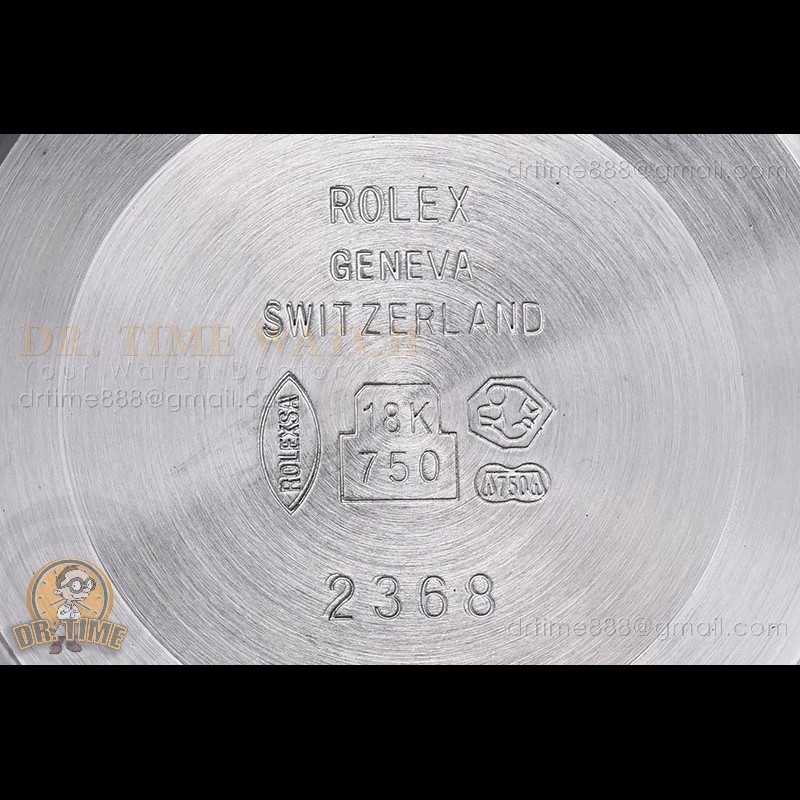 drtime888@gmail.com
ROLEX
GENEVA
SWITZERLAND
DR. TIME WATCH
Your Watch Doctor
drtime888@gmail.com
ROLEXSA
18K
750
A750A
2368
DR. TIME
drtime888@gmail.com